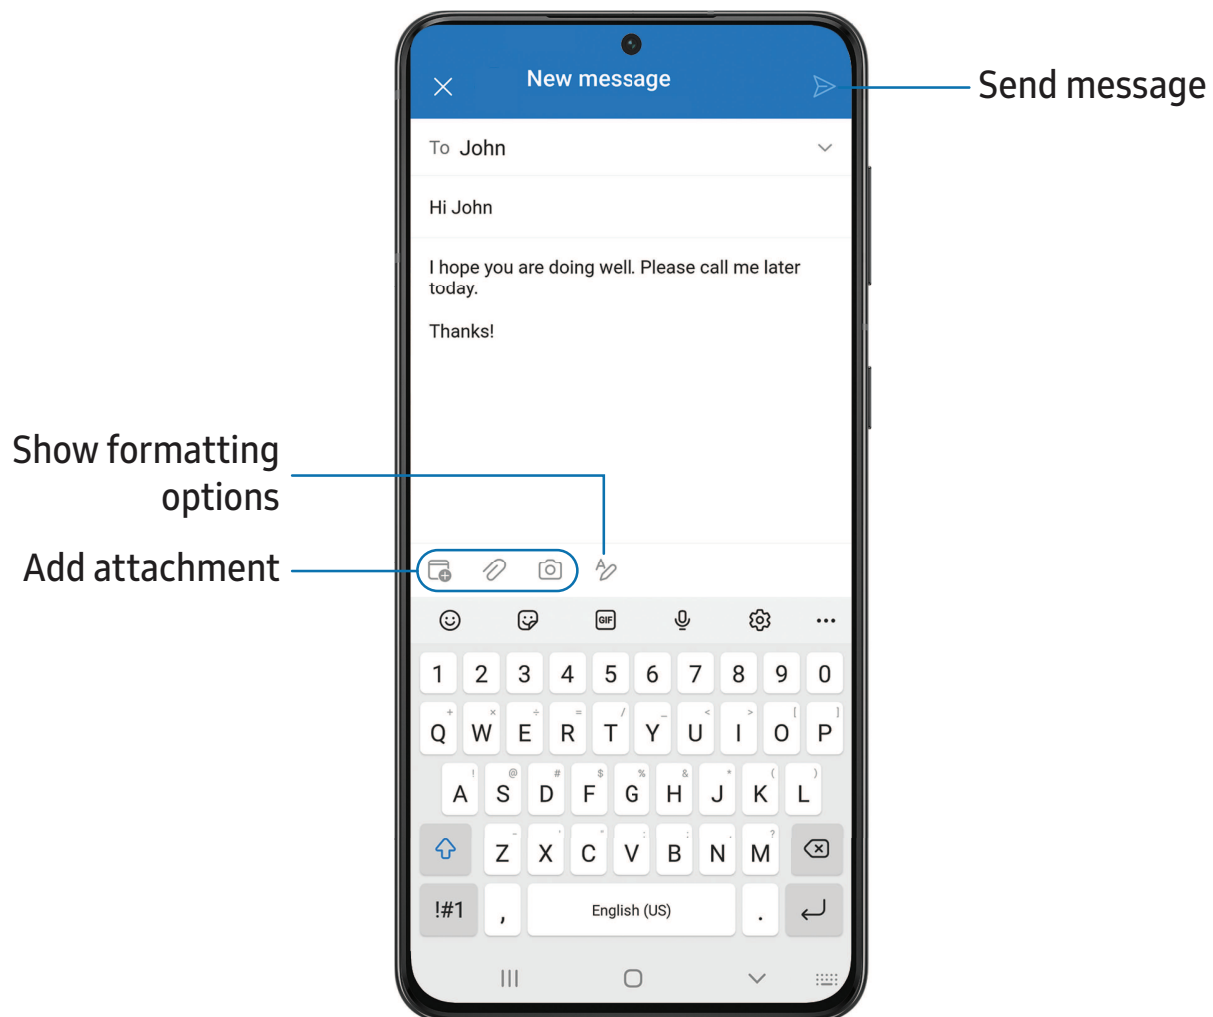 New message
Send message
To John
Hi John
I hope you are doing well. Please call me later
today.
Thanks!
Show formatting
options
Add attachment
GIF
1 2 3 4 5 6 7 8 9 0
+ × ÷ = / _ < > [ ]
Q W E R T Y U I O P
! @ # $ % & * ( )
A S D F G H J K L
- ' " : ; , ?
Z X C V B N M
!#1 , English (US) .